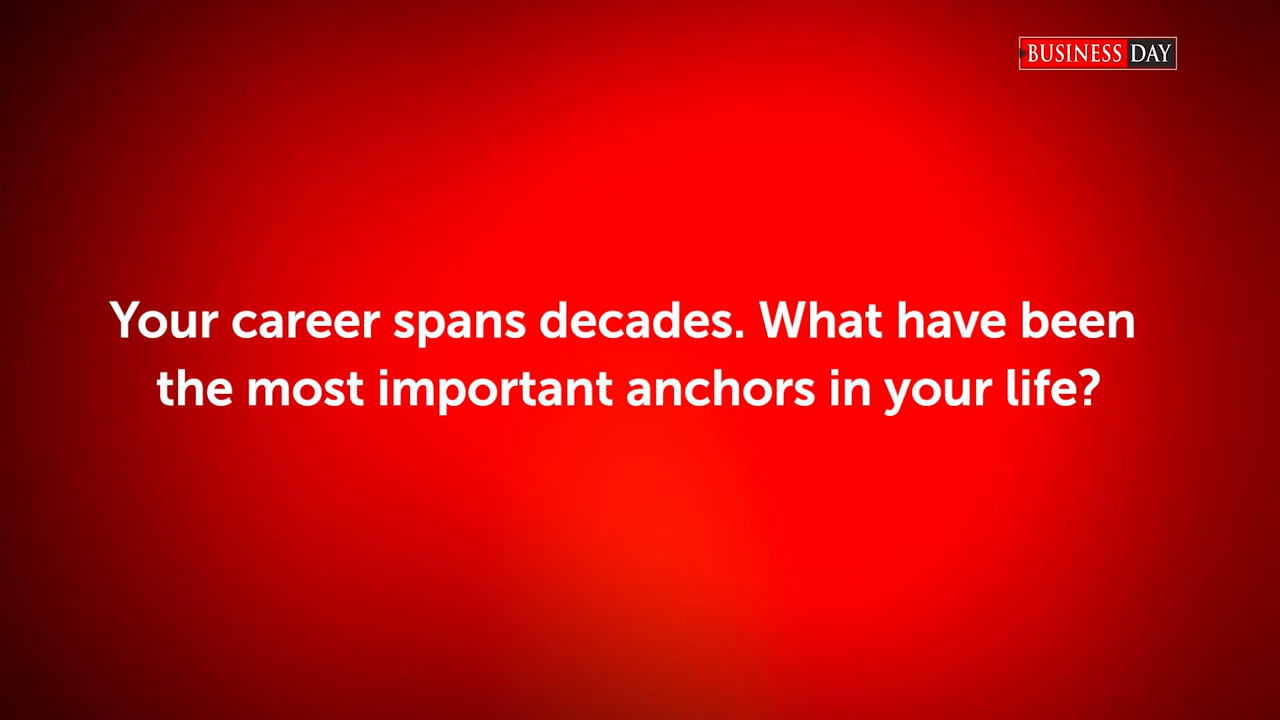 BUSINESS DAY
Your career spans decades. What have been
the most important anchors in your life?